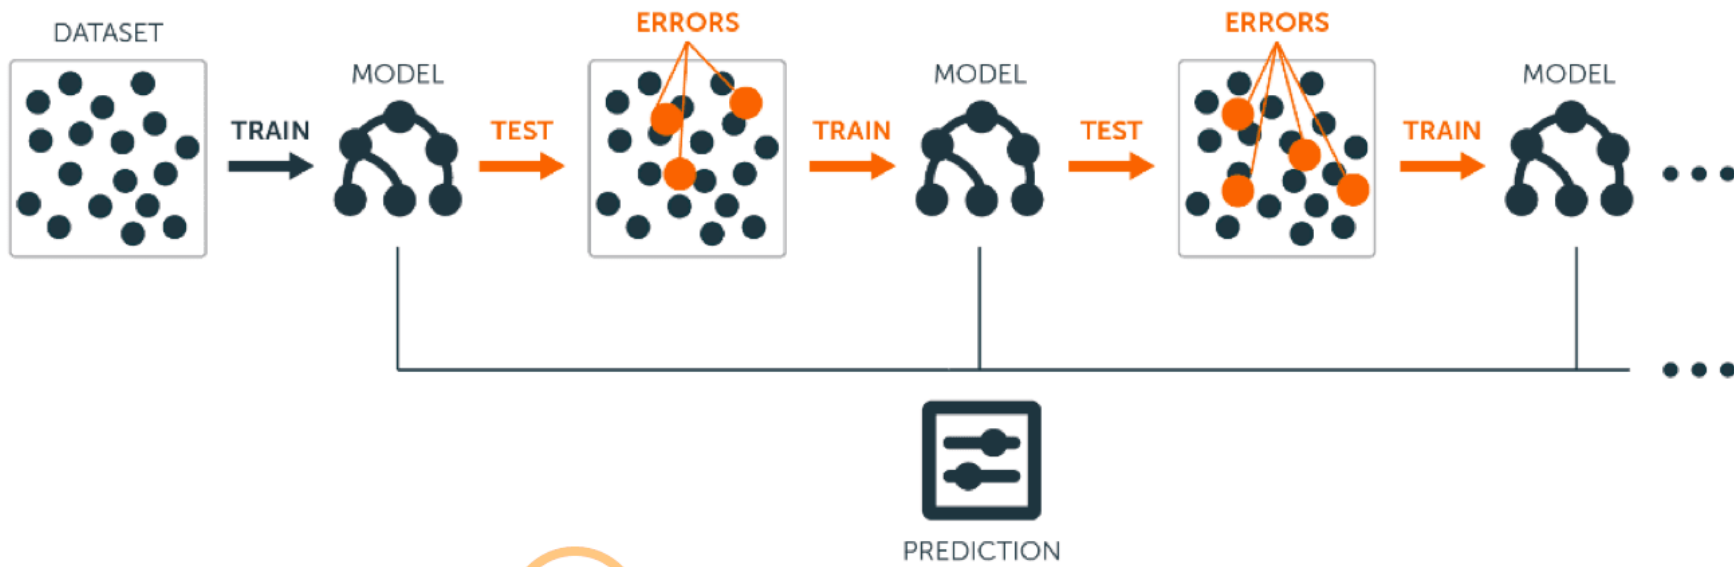 DATASET
TRAIN
MODEL
TEST
ERRORS
TRAIN
MODEL
TEST
ERRORS
TRAIN
MODEL
PREDICTION